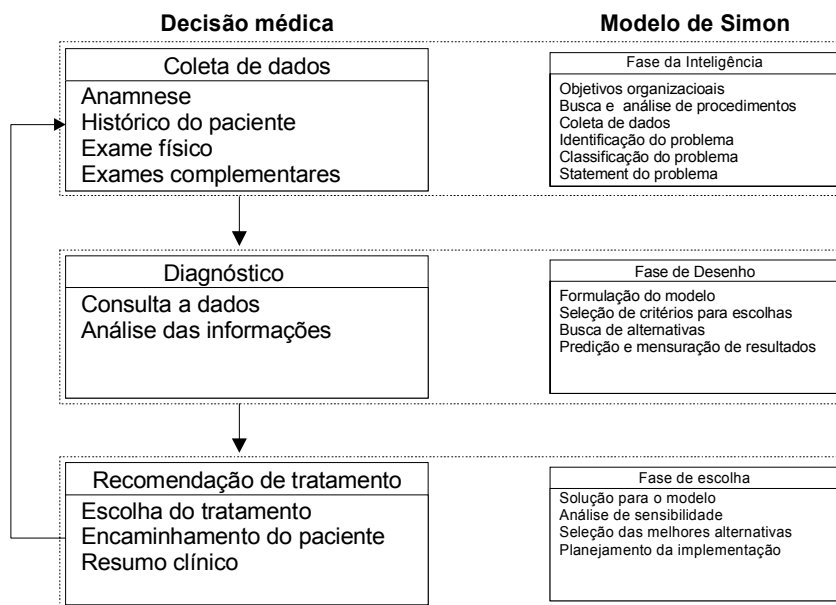 Decisão médica
Modelo de Simon
Coleta de dados
Anamnese
Histórico do paciente
Exame físico
Exames complementares
Fase da Inteligência
Objetivos organizacioais
Busca e análise de procedimentos
Coleta de dados
Identificação do problema
Classificação do problema
Statement do problema
Diagnóstico
Consulta a dados
Análise das informações
Fase de Desenho
Formulação do modelo
Seleção de critérios para escolhas
Busca de alternativas
Predição e mensuração de resultados
Recomendação de tratamento
Escolha do tratamento
Encaminhamento do paciente
Resumo clínico
Fase de escolha
Solução para o modelo
Análise de sensibilidade
Seleção das melhores alternativas
Planejamento da implementação